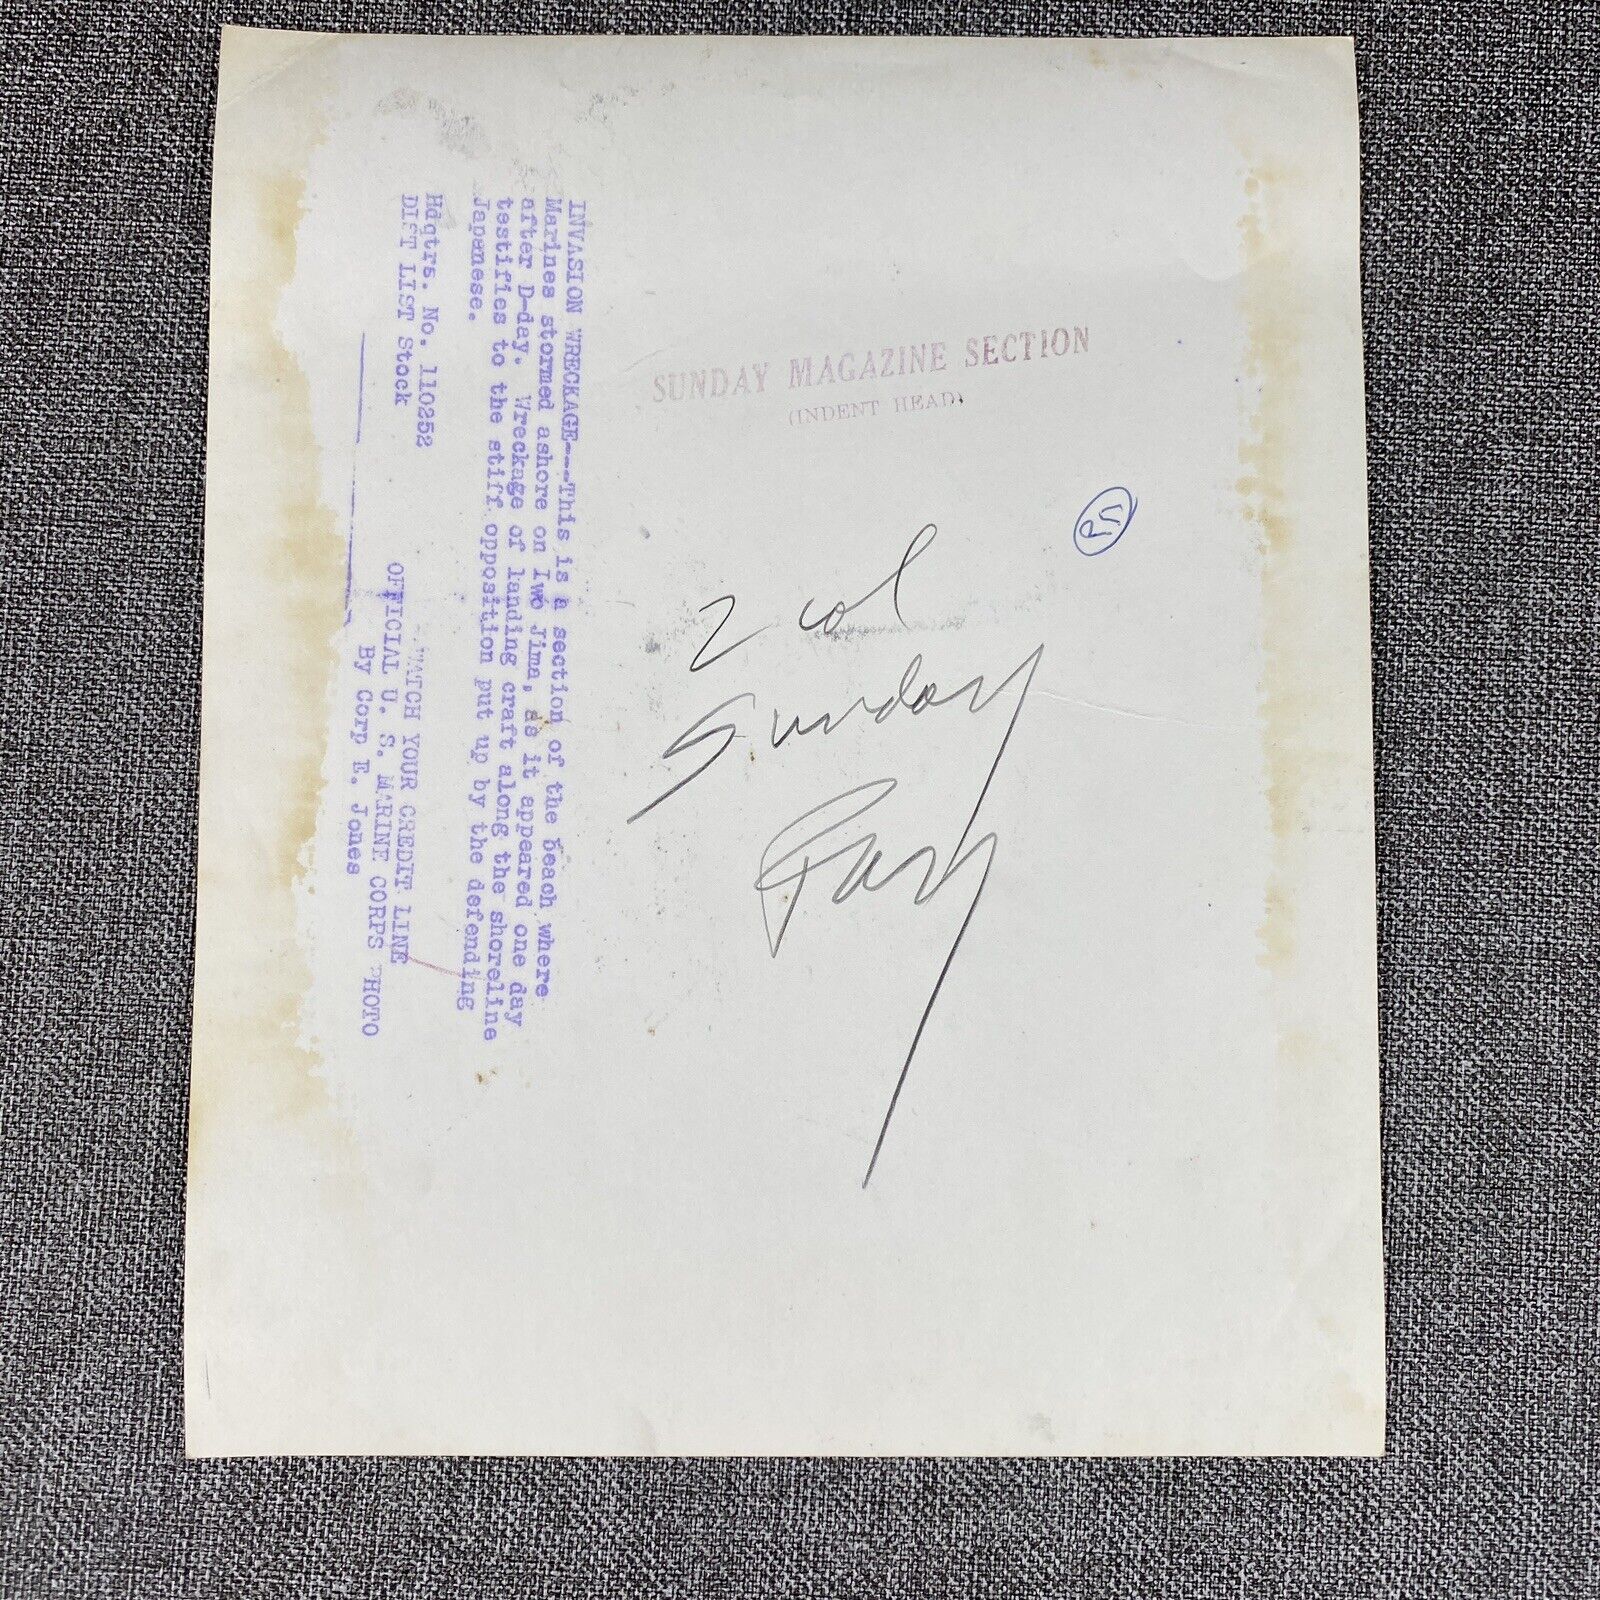 INVASION WRECKAGE---This is a section of the beach where
Marines stormed ashore on Iwo Jima, as it appeared one day
after D-day. Wreckage of landing craft along the shoreline
testifies to the stiff opposition put up by the defending
Japanese.
Hdqtrs. No. 110252
DIFT LIST Stock
WATCH YOUR CREDIT LINE
OFFICIAL U. S. MARINE CORPS PHOTO
By Corp E. Jones
SUNDAY MAGAZINE SECTION
(INDENT HEAD)
2 col
Sunday